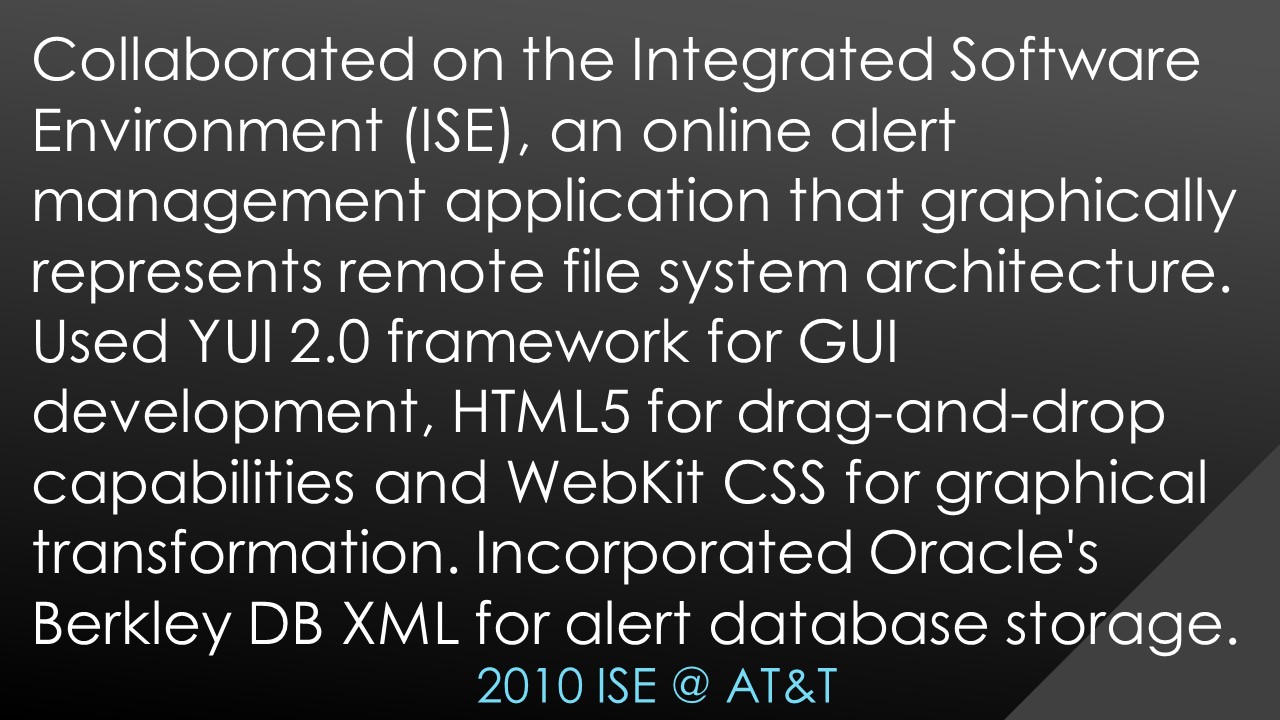 Collaborated on the Integrated Software
Environment (ISE), an online alert
management application that graphically
represents remote file system architecture.
Used YUI 2.0 framework for GUI
development, HTML5 for drag-and-drop
capabilities and WebKit CSS for graphical
transformation. Incorporated Oracle's
Berkley DB XML for alert database storage.
2010 ISE @ AT&T